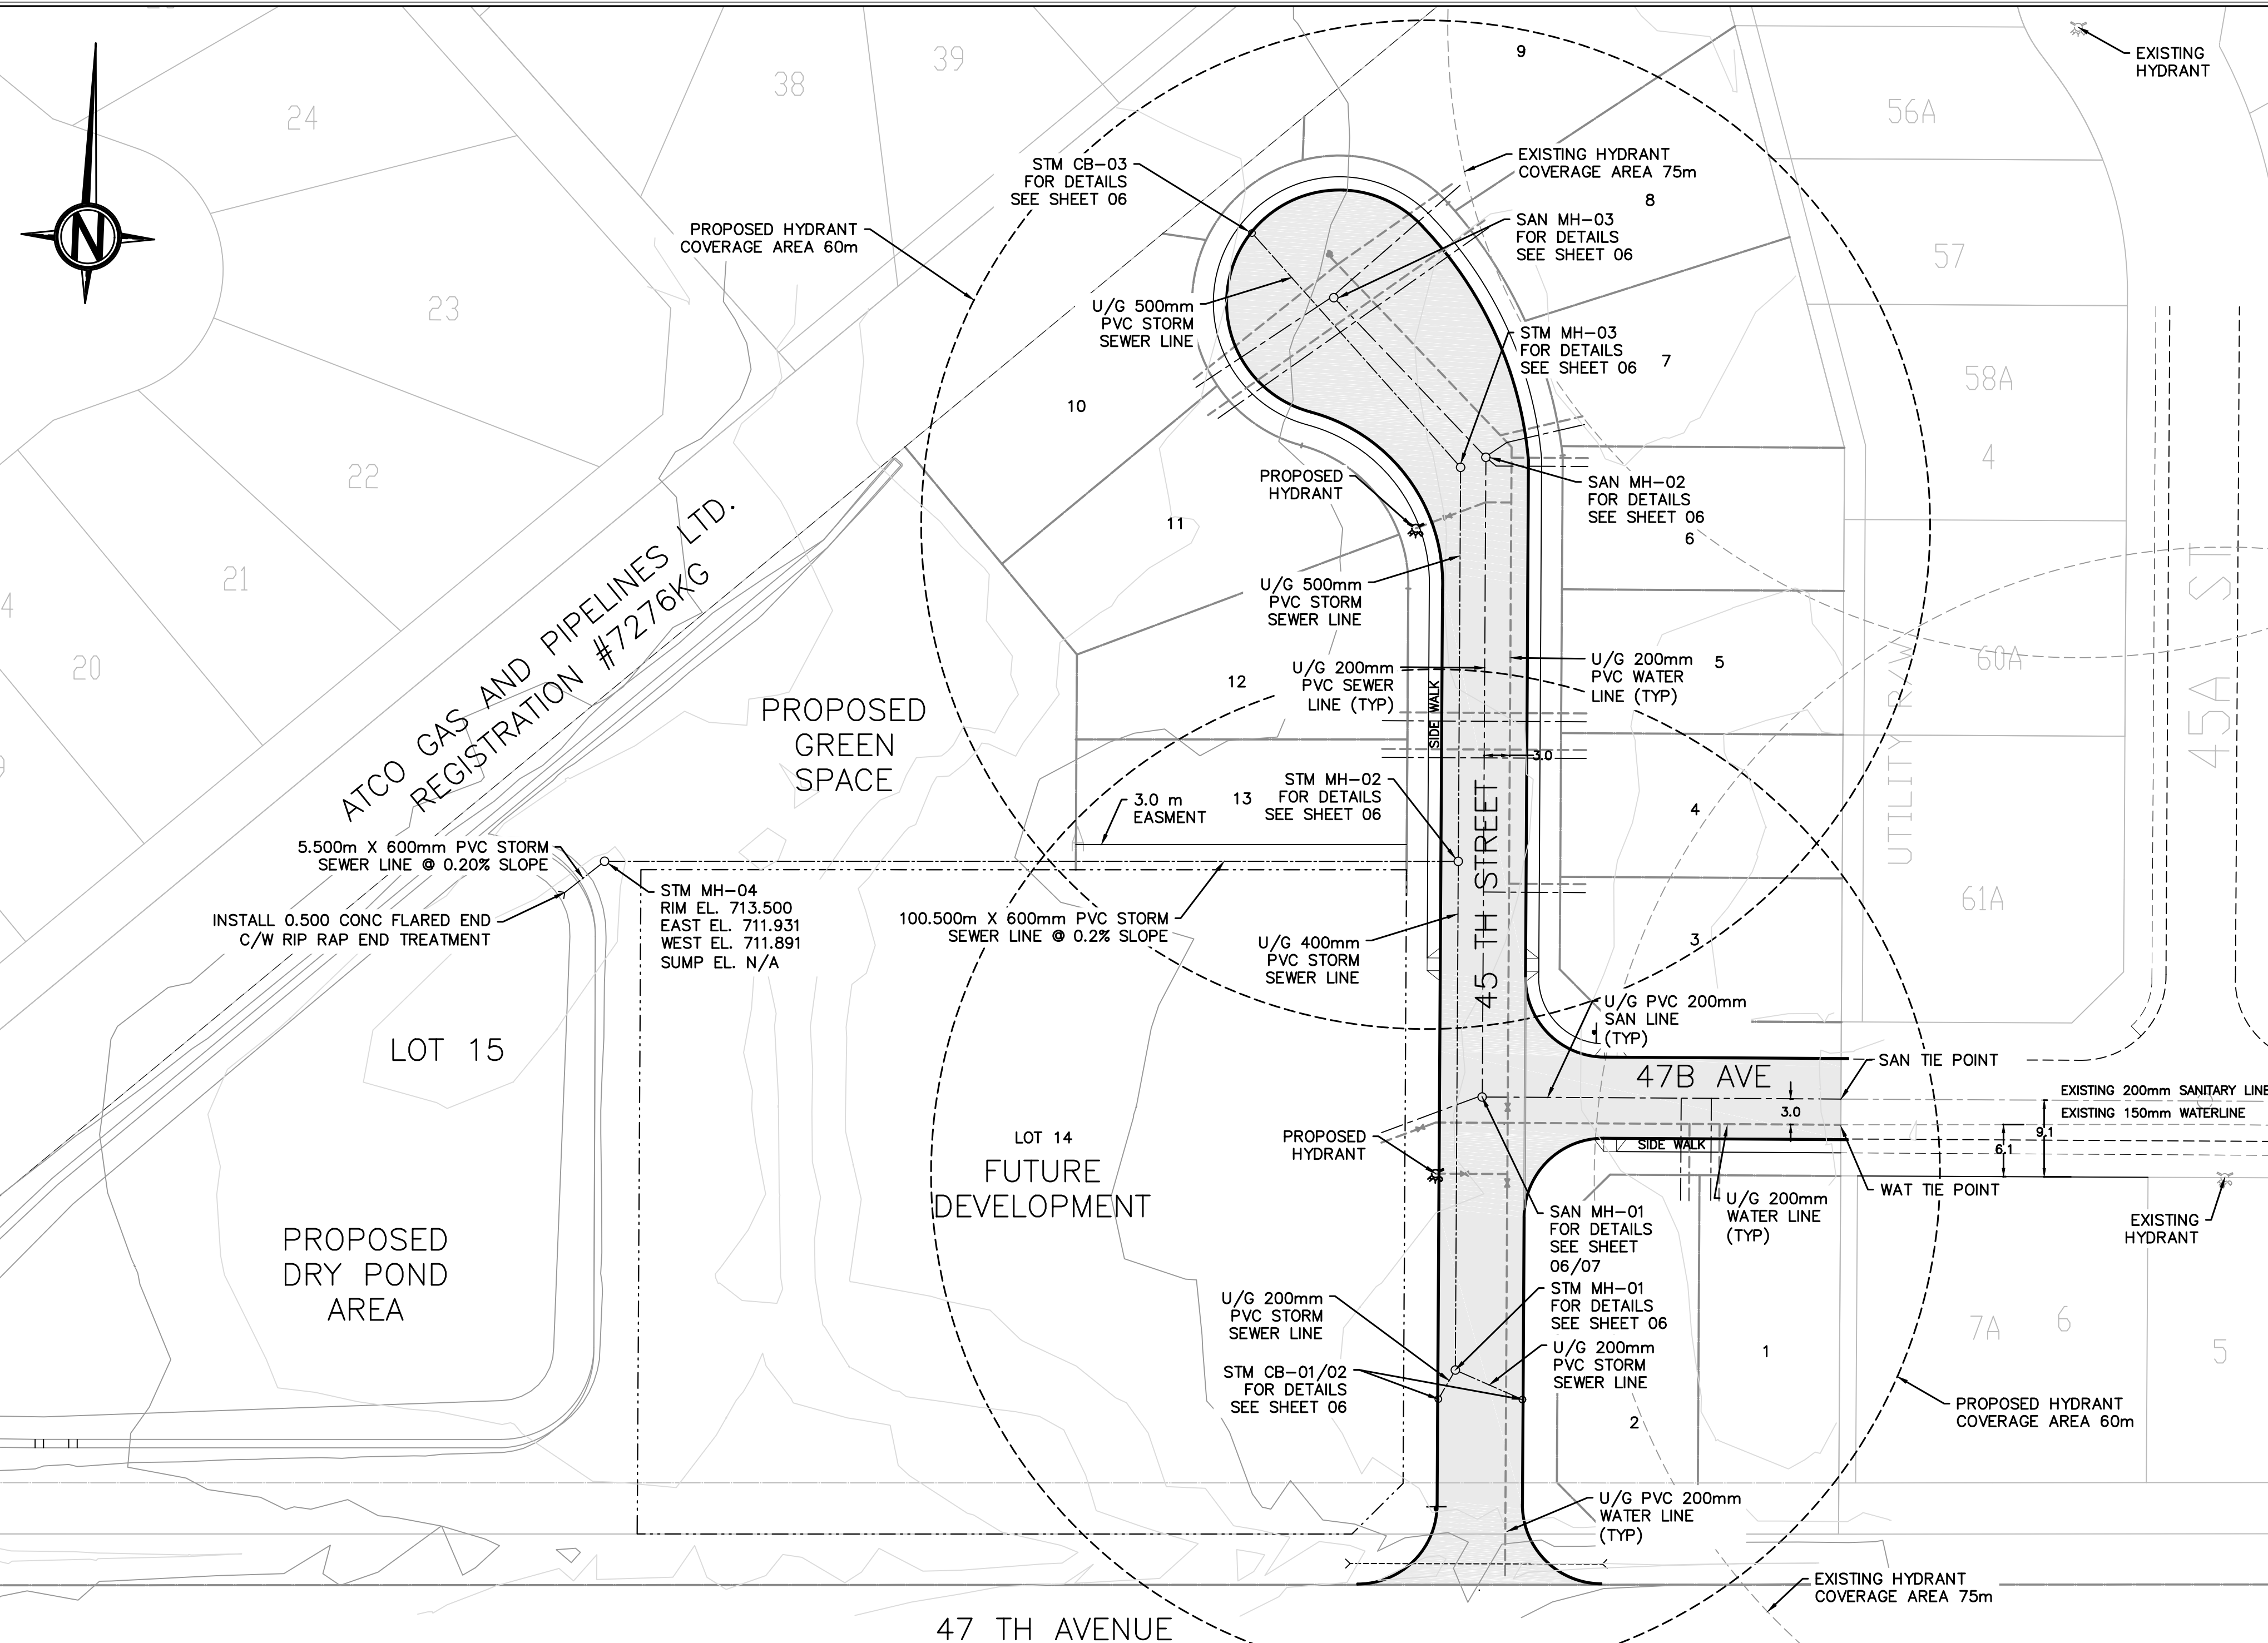 9
EXISTING
HYDRANT
39
38
24
56A
N
STM CB-03
FOR DETAILS
SEE SHEET 06
EXISTING HYDRANT
COVERAGE AREA 75m
8
PROPOSED HYDRANT
COVERAGE AREA 60m
SAN MH-03
FOR DETAILS
SEE SHEET 06
57
23
U/G 500mm
PVC STORM
SEWER LINE
STM MH-03
FOR DETAILS
SEE SHEET 06
7
58A
10
4
22
PROPOSED
HYDRANT
SAN MH-02
FOR DETAILS
SEE SHEET 06
11
6
ATCO GAS AND PIPELINES LTD.
REGISTRATION #7276KG
21
4
U/G 500mm
PVC STORM
SEWER LINE
45A ST
20
12
U/G 200mm
PVC SEWER
LINE (TYP)
SIDE WALK
U/G 200mm
PVC WATER
LINE (TYP)
5
60A
UTILITY R/W
PROPOSED
GREEN
SPACE
3.0
9
STM MH-02
FOR DETAILS
SEE SHEET 06
3.0 m
EASMENT
13
45 TH STREET
4
5.500m X 600mm PVC STORM
SEWER LINE @ 0.20% SLOPE
STM MH-04
RIM EL. 713.500
EAST EL. 711.931
WEST EL. 711.891
SUMP EL. N/A
INSTALL 0.500 CONC FLARED END
C/W RIP RAP END TREATMENT
100.500m X 600mm PVC STORM
SEWER LINE @ 0.2% SLOPE
U/G 400mm
PVC STORM
SEWER LINE
3
61A
LOT 15
U/G PVC 200mm
SAN LINE
(TYP)
47B AVE
SAN TIE POINT
EXISTING 200mm SANITARY LINE
EXISTING 150mm WATERLINE
3.0
9.1
6.1
SIDE WALK
PROPOSED
HYDRANT
LOT 14
FUTURE
DEVELOPMENT
WAT TIE POINT
U/G 200mm
WATER LINE
(TYP)
EXISTING
HYDRANT
SAN MH-01
FOR DETAILS
SEE SHEET
06/07
PROPOSED
DRY POND
AREA
U/G 200mm
PVC STORM
SEWER LINE
STM MH-01
FOR DETAILS
SEE SHEET 06
U/G 200mm
PVC STORM
SEWER LINE
1
7A
6
5
STM CB-01/02
FOR DETAILS
SEE SHEET 06
2
PROPOSED HYDRANT
COVERAGE AREA 60m
U/G PVC 200mm
WATER LINE
(TYP)
EXISTING HYDRANT
COVERAGE AREA 75m
47 TH AVENUE